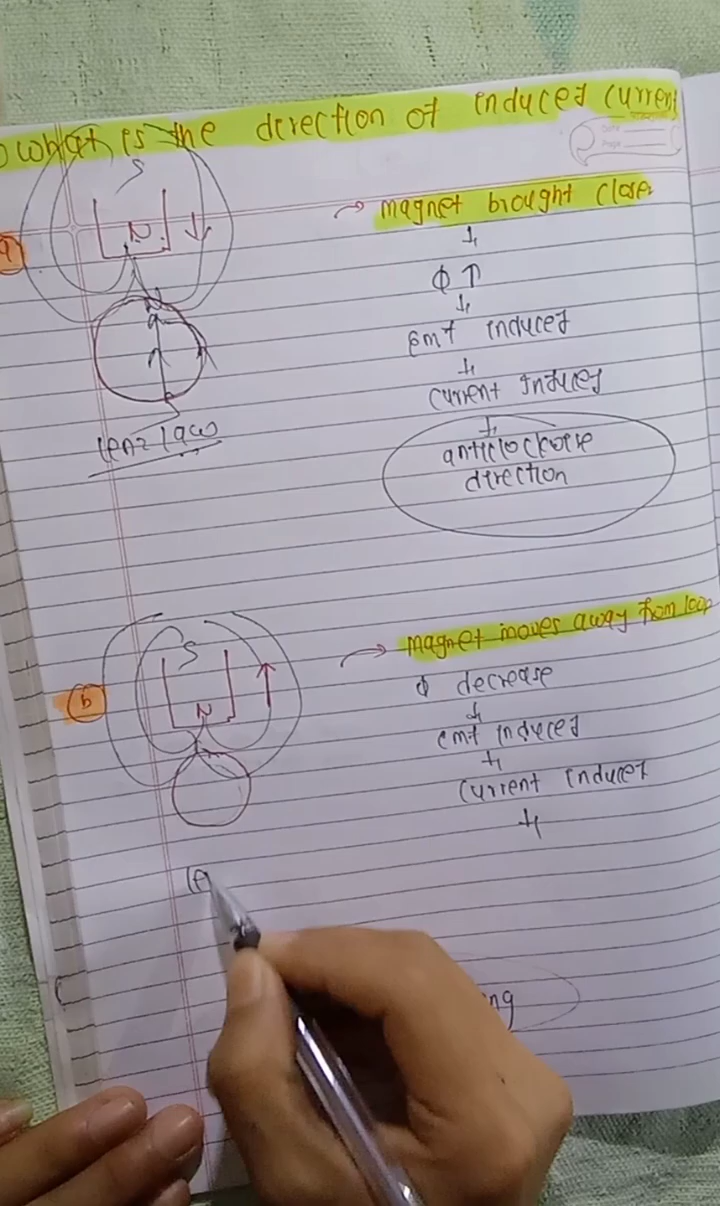 what is the direction of induced current
S
magnet brought close
a
N
ϕ ↑
N
emf induced
current induced
anticlockwise
direction
lenz law
magnet moves away from loop
S
b
ϕ decrease
N
emf induced
current induced
ng